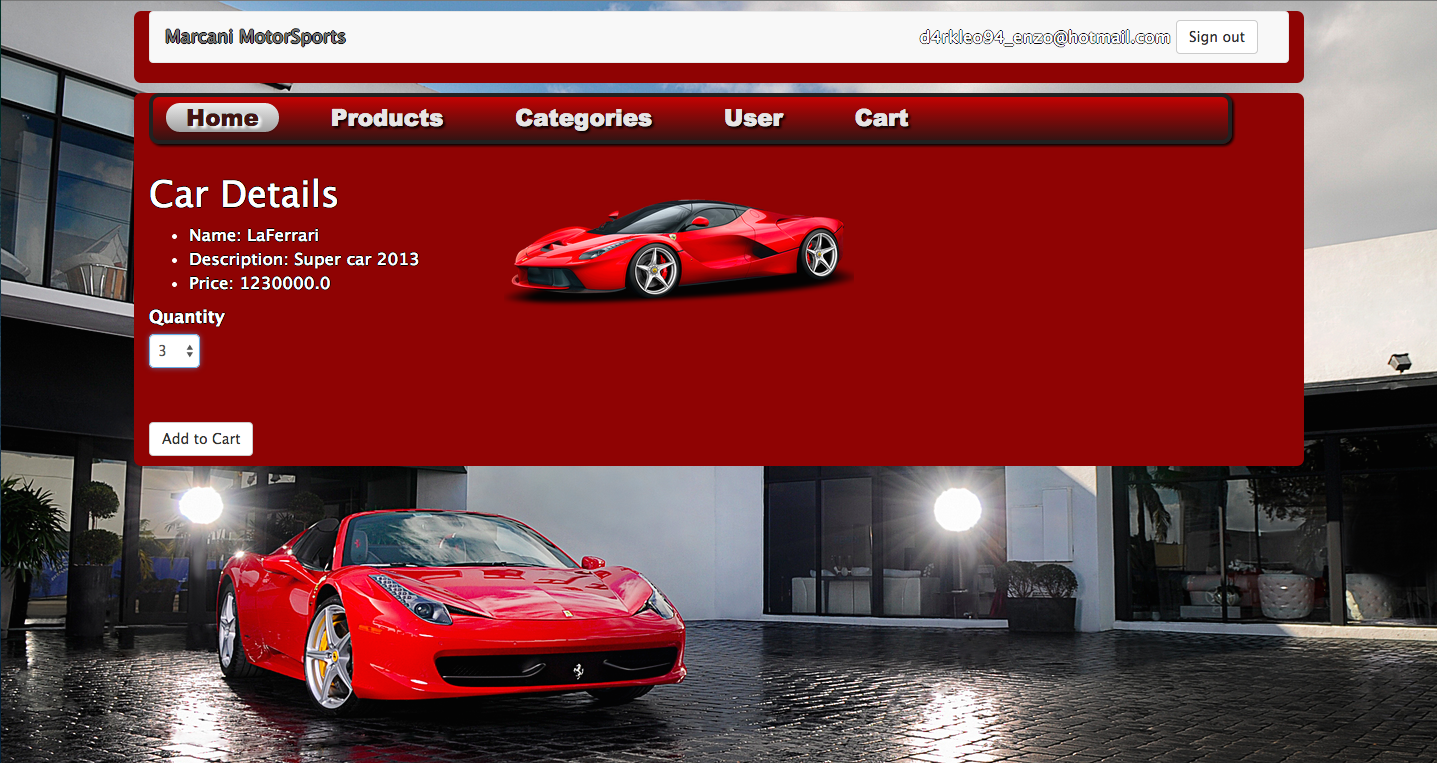 Marcani MotorSports
d4rkleo94_enzo@hotmail.com Sign out
Home Products Categories User Cart
Car Details
• Name: LaFerrari
• Description: Super car 2013
• Price: 1230000.0
Quantity
3
Add to Cart